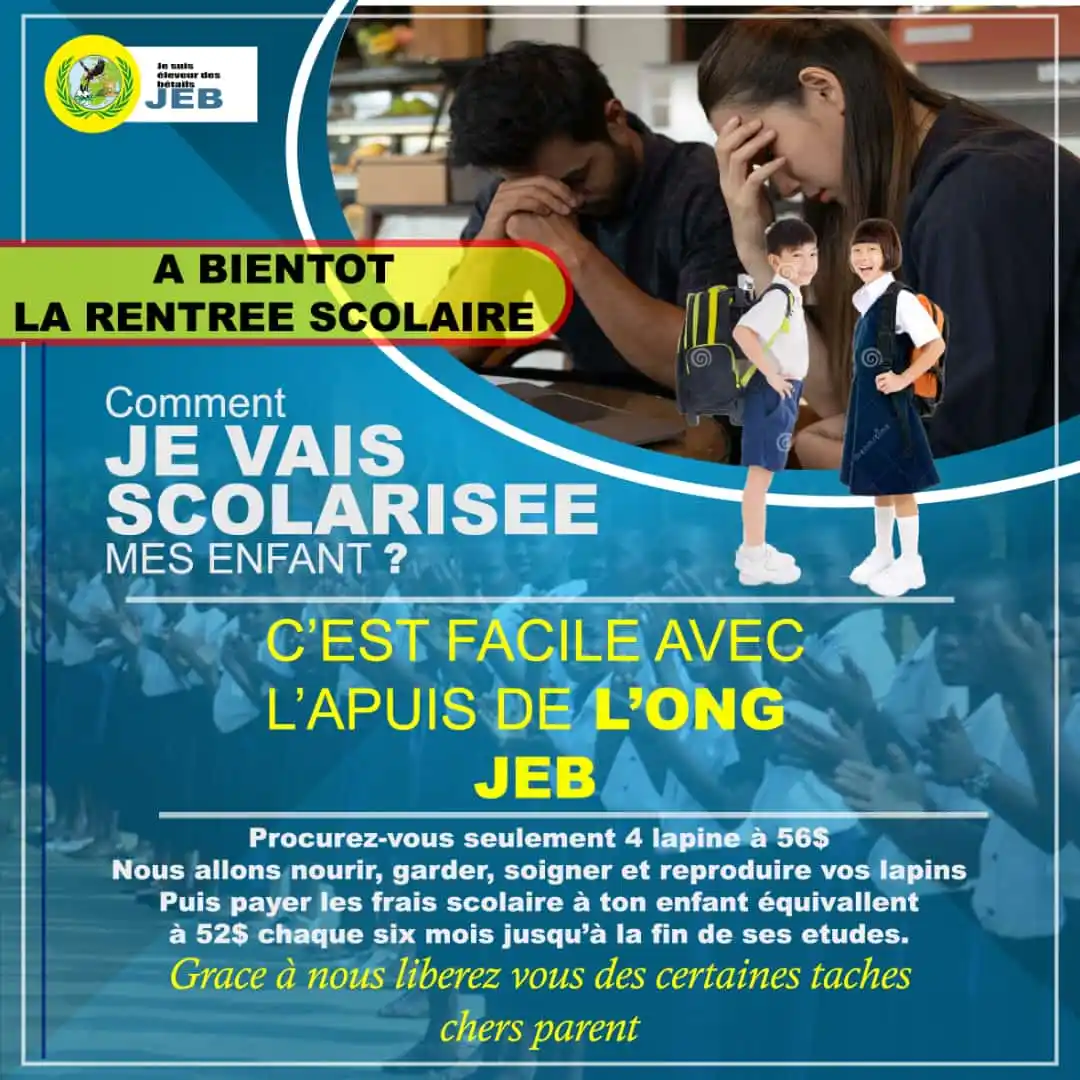 Je suis
éleveur des
bétails
JEB
A BIENTOT
LA RENTREE SCOLAIRE
Comment
JE VAIS
SCOLARISEE
MES ENFANT ?
C'EST FACILE AVEC
L'APUIS DE L'ONG
JEB
Procurez-vous seulement 4 lapine à 56$
Nous allons nourir, garder, soigner et reproduire vos lapins
Puis payer les frais scolaire à ton enfant équivallent
à 52$ chaque six mois jusqu'à la fin de ses etudes.
Grace à nous liberez vous des certaines taches
chers parent